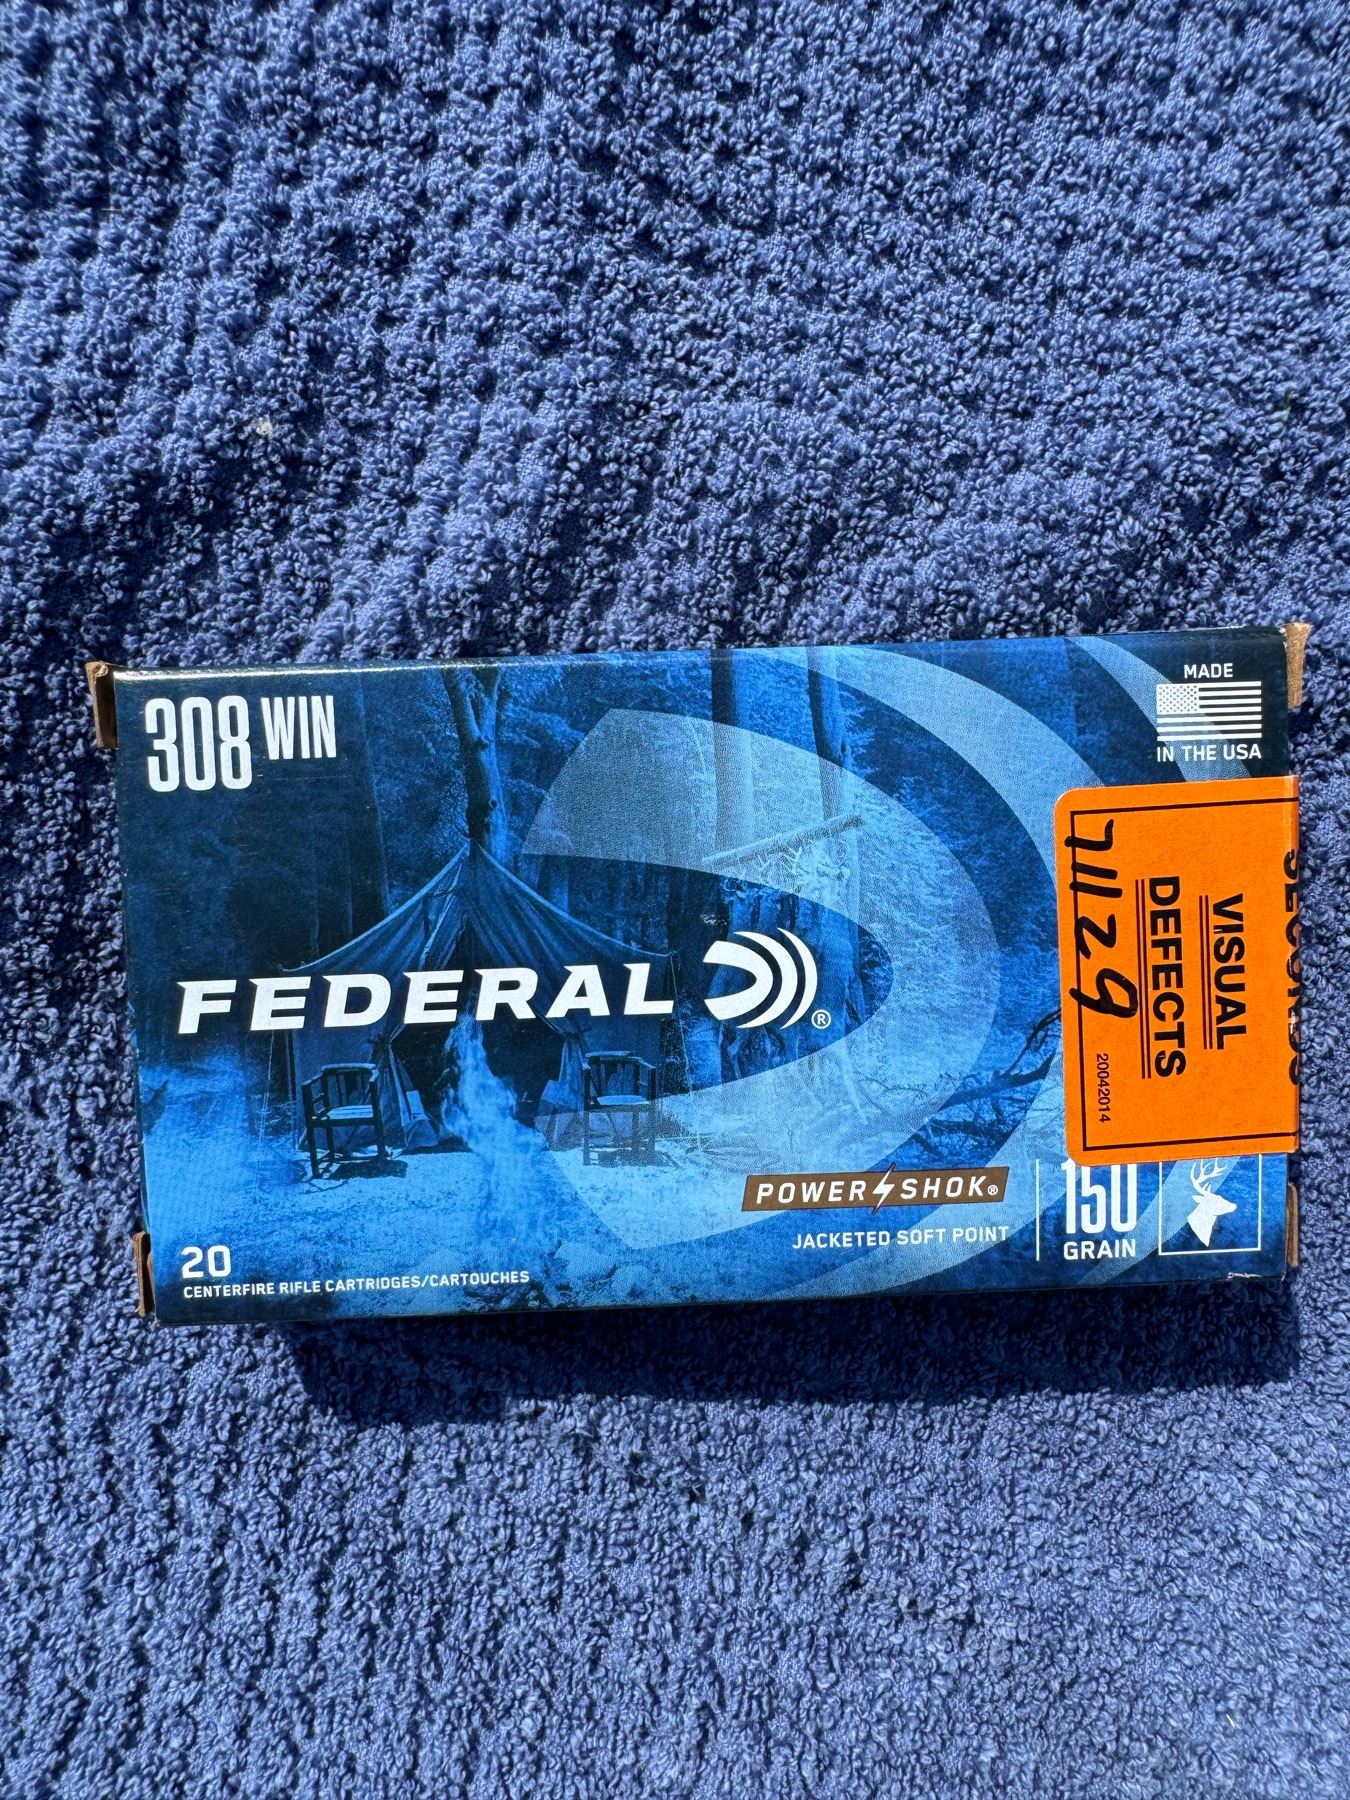 308 WIN
MADE
IN THE USA
FEDERAL ®
VISUAL
DEFECTS
20042014
POWER SHOK®
JACKETED SOFT POINT
150
GRAIN
20
CENTERFIRE RIFLE CARTRIDGES/CARTOUCHES